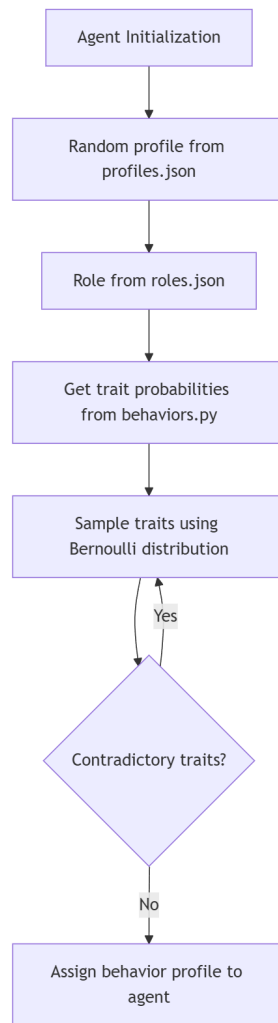 Agent Initialization
Random profile from
profiles.json
Role from roles.json
Get trait probabilities
from behaviors.py
Sample traits using
Bernoulli distribution
Yes
Contradictory traits?
No
Assign behavior profile to
agent